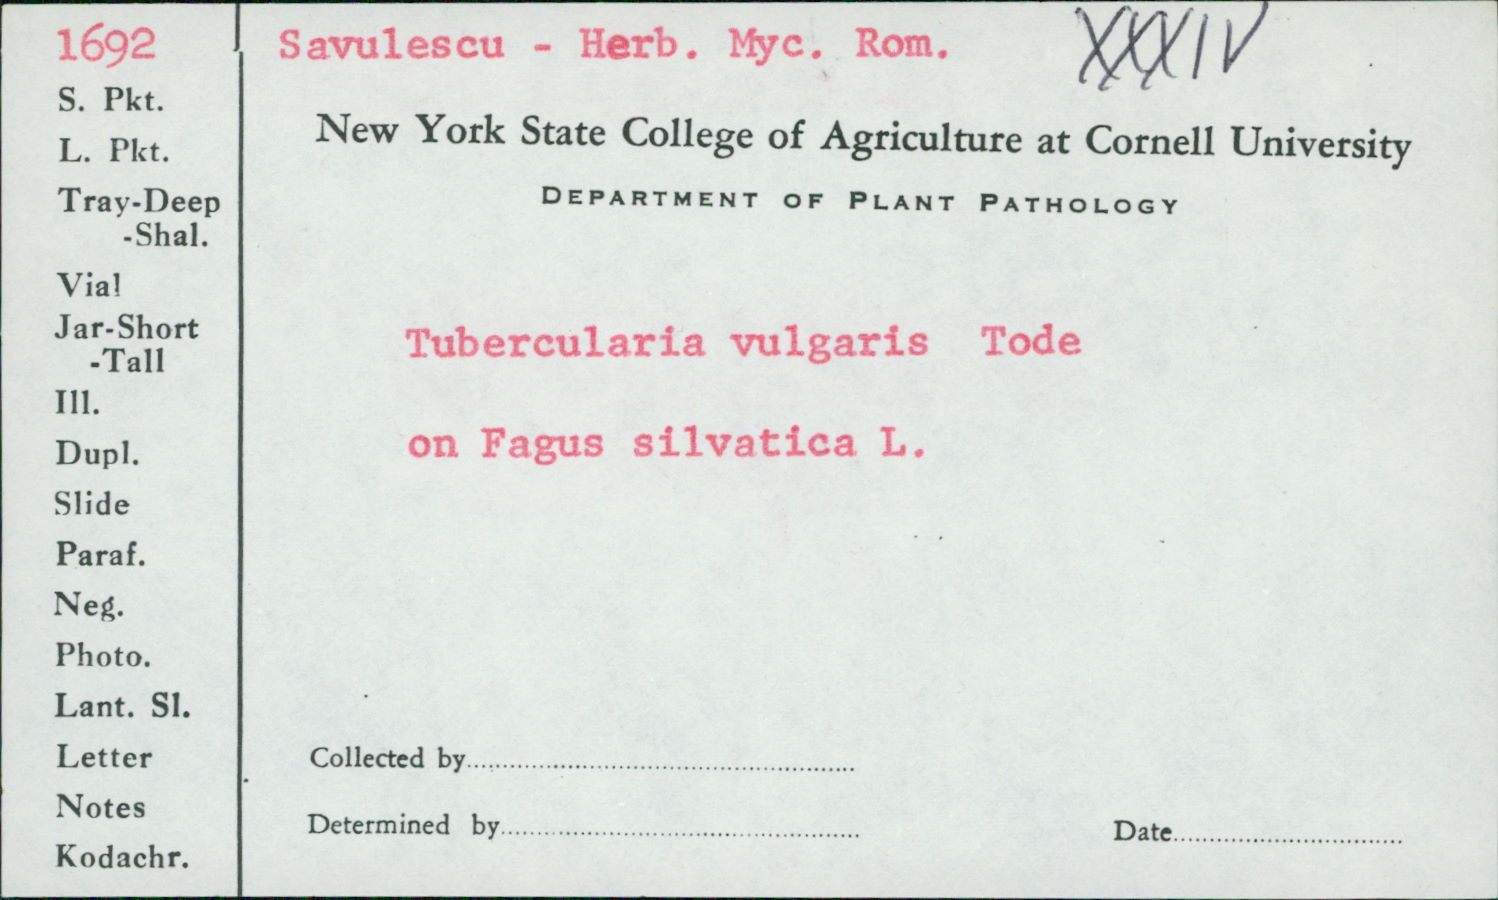 1692
S. Pkt.
L. Pkt.
Tray-Deep
-Shal.
Vial
Jar-Short
-Tall
Ill.
Dupl.
Slide
Paraf.
Neg.
Photo.
Lant. Sl.
Letter
Notes
Kodachr.
Savulescu - Herb. Myc. Rom. XXXIV
New York State College of Agriculture at Cornell University
DEPARTMENT OF PLANT PATHOLOGY
Tubercularia vulgaris Tode
on Fagus silvatica L.
Collected by
Determined by
Date